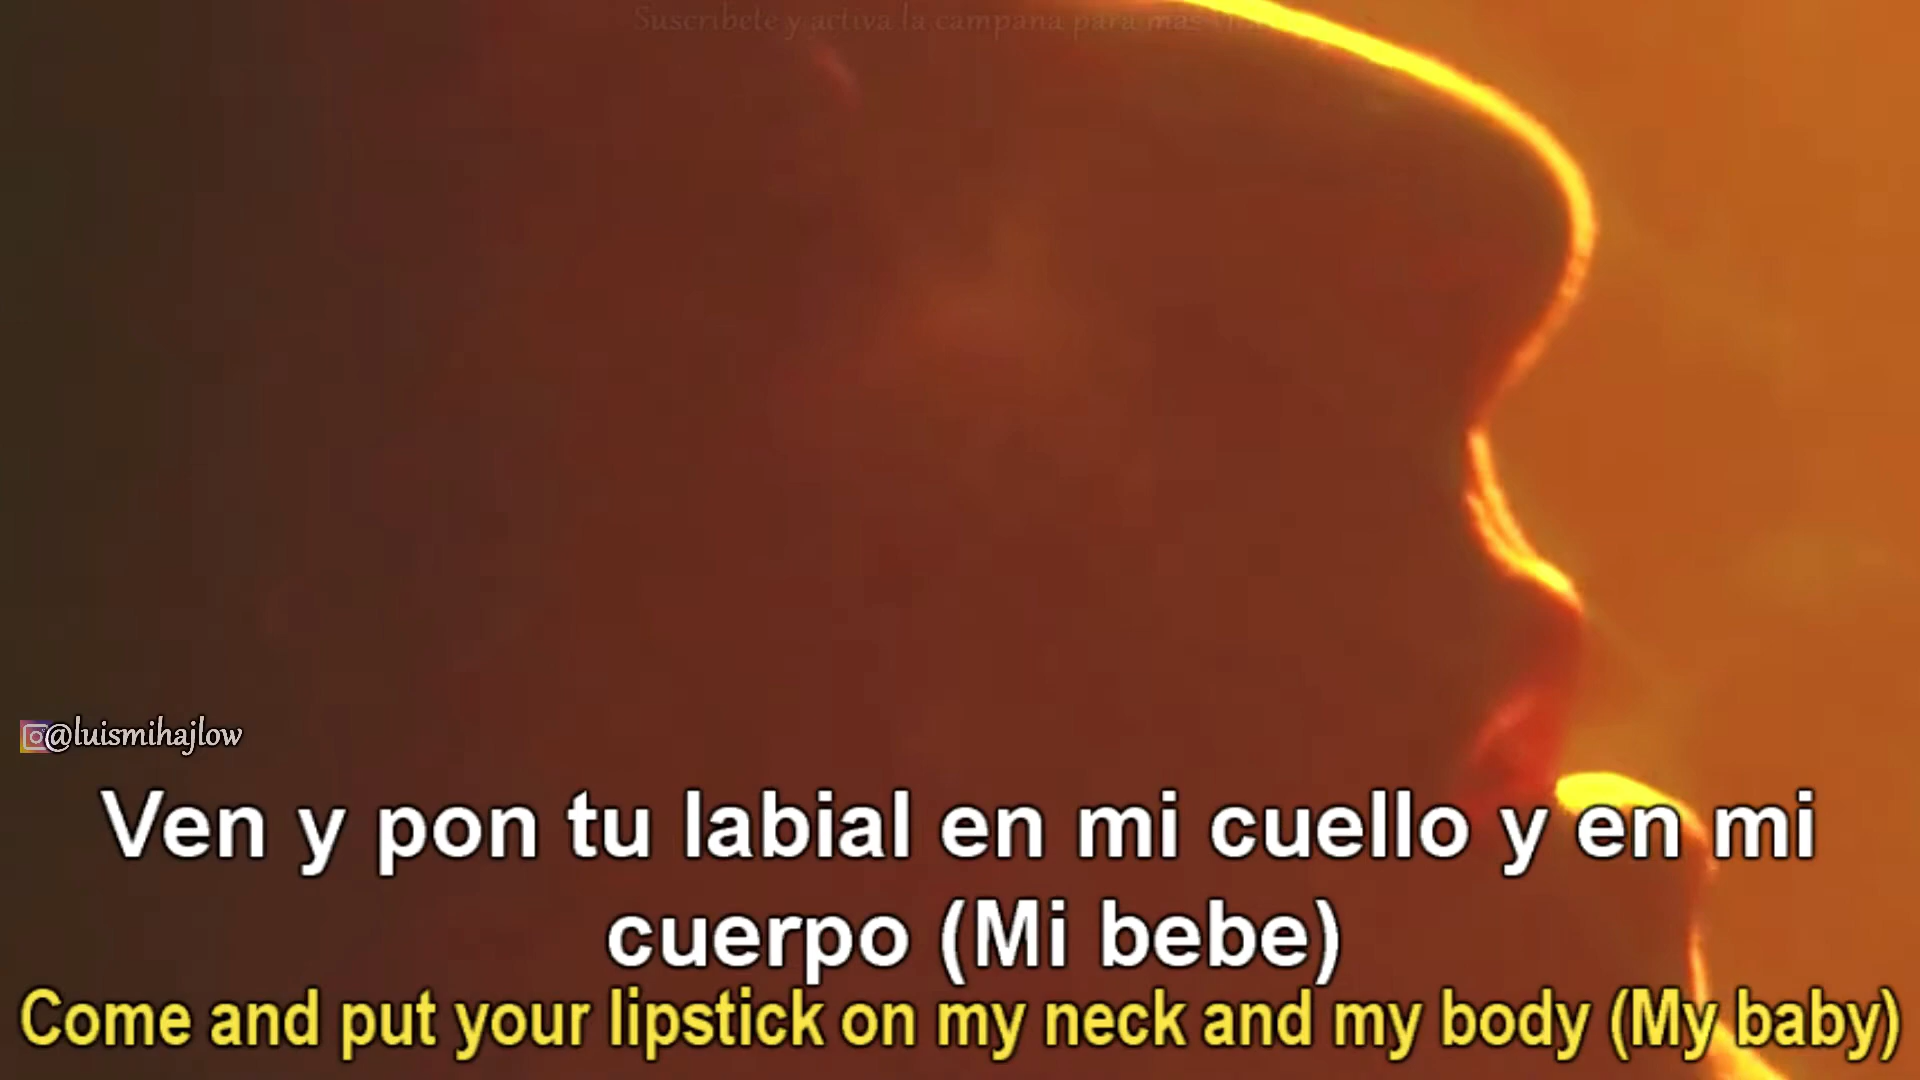 Suscribete y activa la campana para mas
@luismihajlow
Ven y pon tu labial en mi cuello y en mi
cuerpo (Mi bebe)
Come and put your lipstick on my neck and my body (My baby)